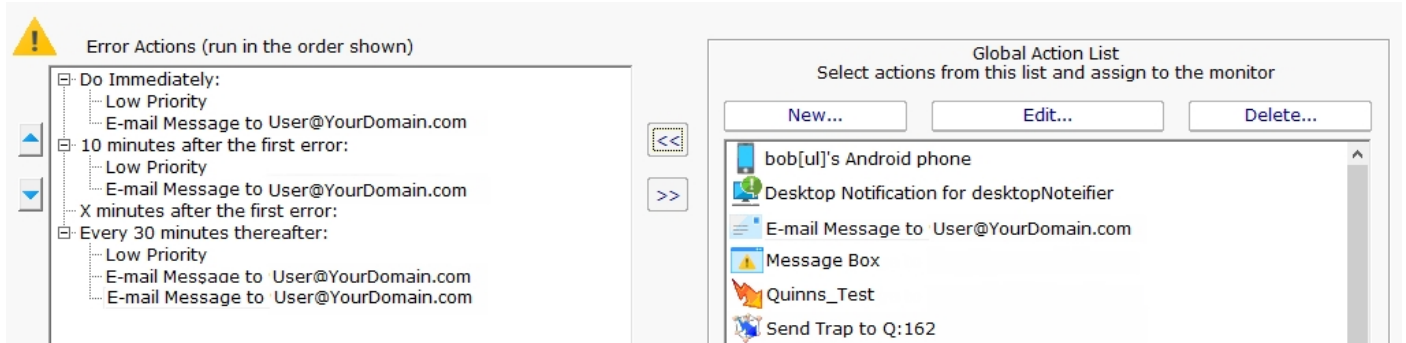 Error Actions (run in the order shown)
Do Immediately:
Low Priority
E-mail Message to User@YourDomain.com
10 minutes after the first error:
Low Priority
E-mail Message to User@YourDomain.com
X minutes after the first error:
Every 30 minutes thereafter:
Low Priority
E-mail Message to User@YourDomain.com
E-mail Message to User@YourDomain.com
<<
>>
Global Action List
Select actions from this list and assign to the monitor
New... Edit... Delete...
bob[ul]'s Android phone
Desktop Notification for desktopNoteifier
E-mail Message to User@YourDomain.com
Message Box
Quinns_Test
Send Trap to Q:162